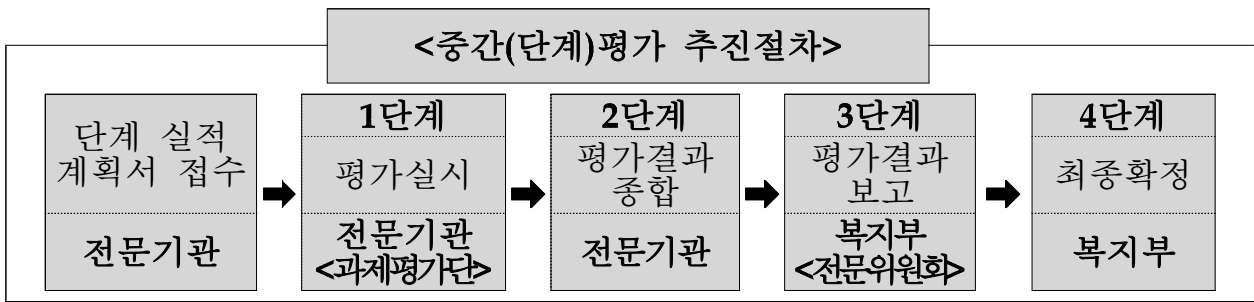 <중간(단계)평가 추진절차>
단계 실적
계획서 접수
전문기관
1단계
평가실시
전문기관
<과제평가단>
2단계
평가결과
종합
전문기관
3단계
평가결과
보고
복지부
<전문위원회>
4단계
최종확정
복지부